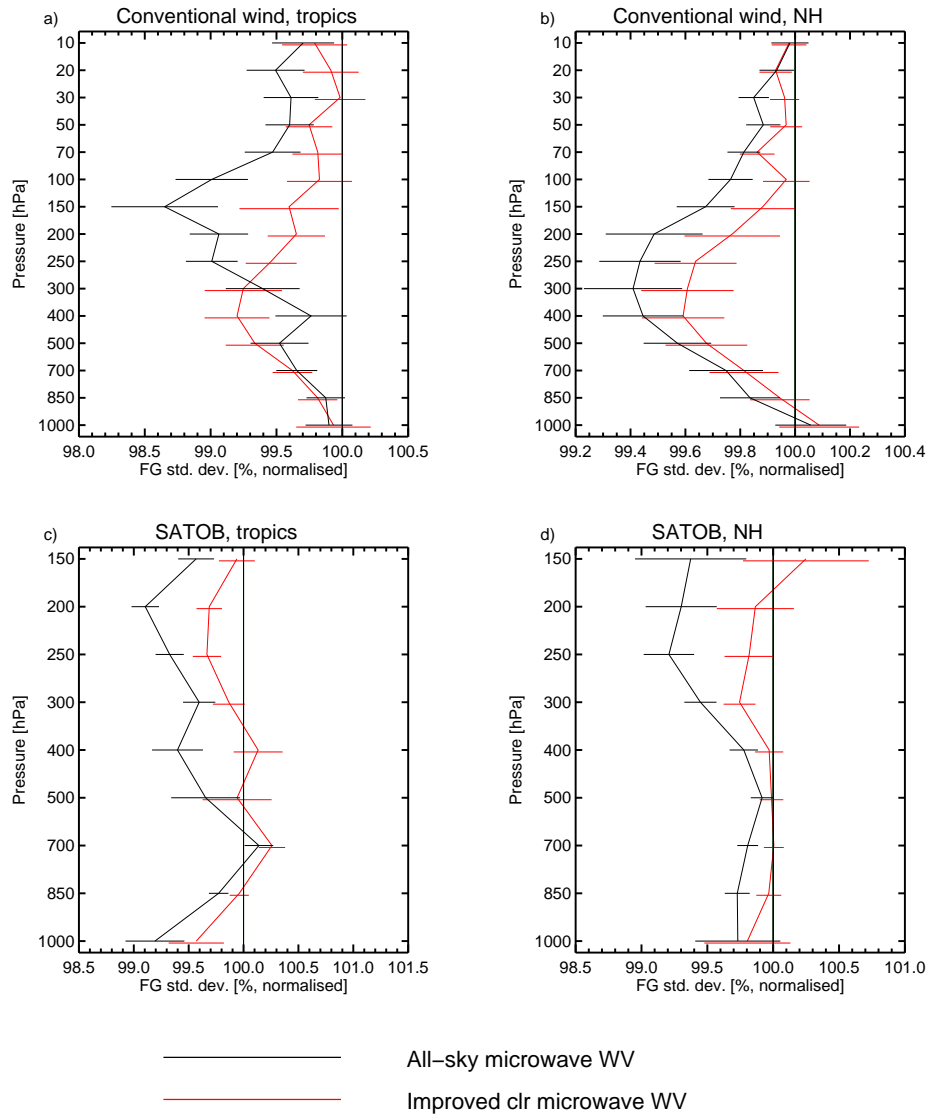 a) Conventional wind, tropics
10
20
30
50
70
100
150
200
250
300
400
500
700
850
1000
Pressure [hPa]
98.0 98.5 99.0 99.5 100.0 100.5
FG std. dev. [%, normalised]
b) Conventional wind, NH
10
20
30
50
70
100
150
200
250
300
400
500
700
850
1000
Pressure [hPa]
99.2 99.4 99.6 99.8 100.0 100.2 100.4
FG std. dev. [%, normalised]
c) SATOB, tropics
150
200
250
300
400
500
700
850
1000
Pressure [hPa]
98.5 99.0 99.5 100.0 100.5 101.0 101.5
FG std. dev. [%, normalised]
d) SATOB, NH
150
200
250
300
400
500
700
850
1000
Pressure [hPa]
98.5 99.0 99.5 100.0 100.5 101.0
FG std. dev. [%, normalised]
All−sky microwave WV
Improved clr microwave WV